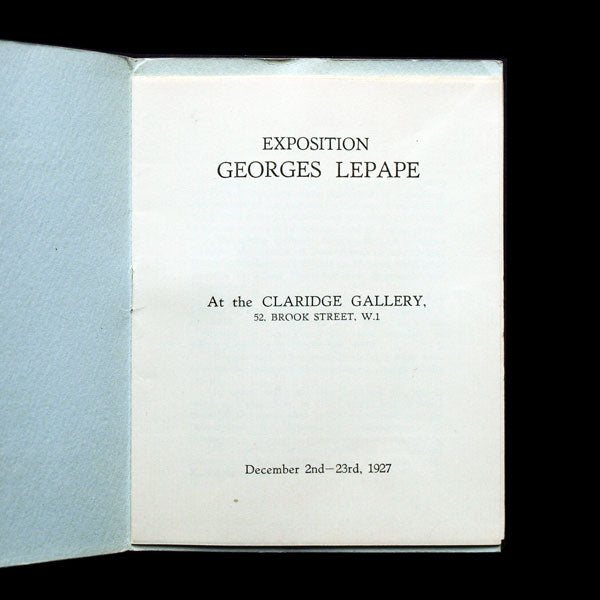 EXPOSITION
GEORGES LEPAPE
At the CLARIDGE GALLERY,
52, BROOK STREET, W.1
December 2nd—23rd, 1927